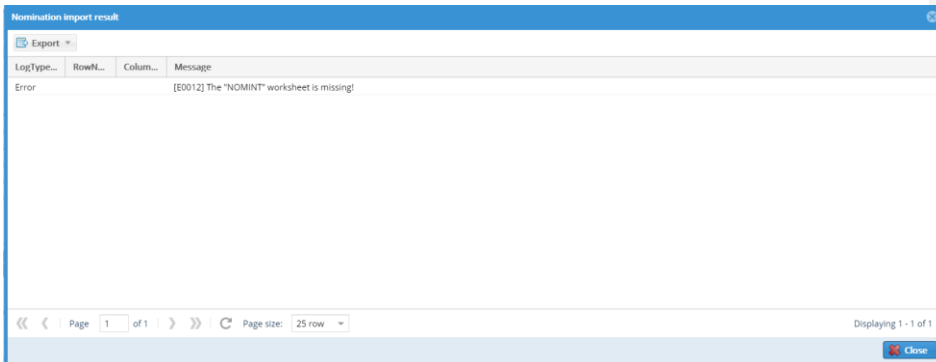 Nomination import result
Export
LogType... RowN... Colum... Message
Error [E0012] The "NOMINT" worksheet is missing!
Page 1 of 1 Page size: 25 row Displaying 1 - 1 of 1
Close